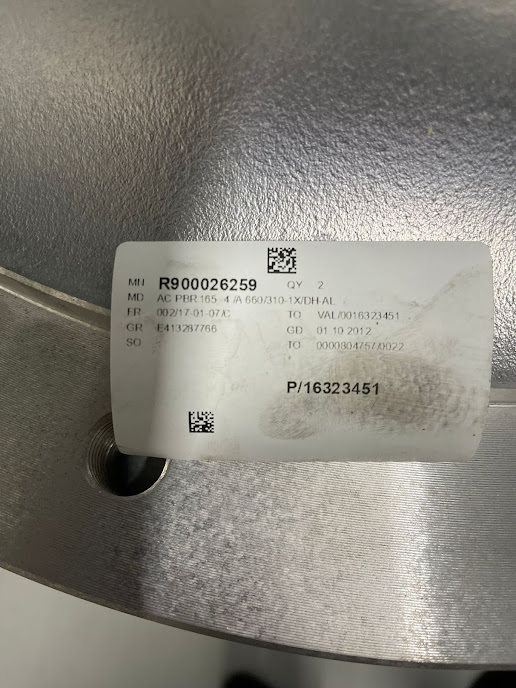 MN R900026259 QY 2
MD AC PBR 165 -4 /A 660/310-1X/DH-AL
FR 002/17-01-07/C TO VAL/0016323451
GR E413287766 GD 01.10.2012
SO TO 0000804757/0022
P/16323451